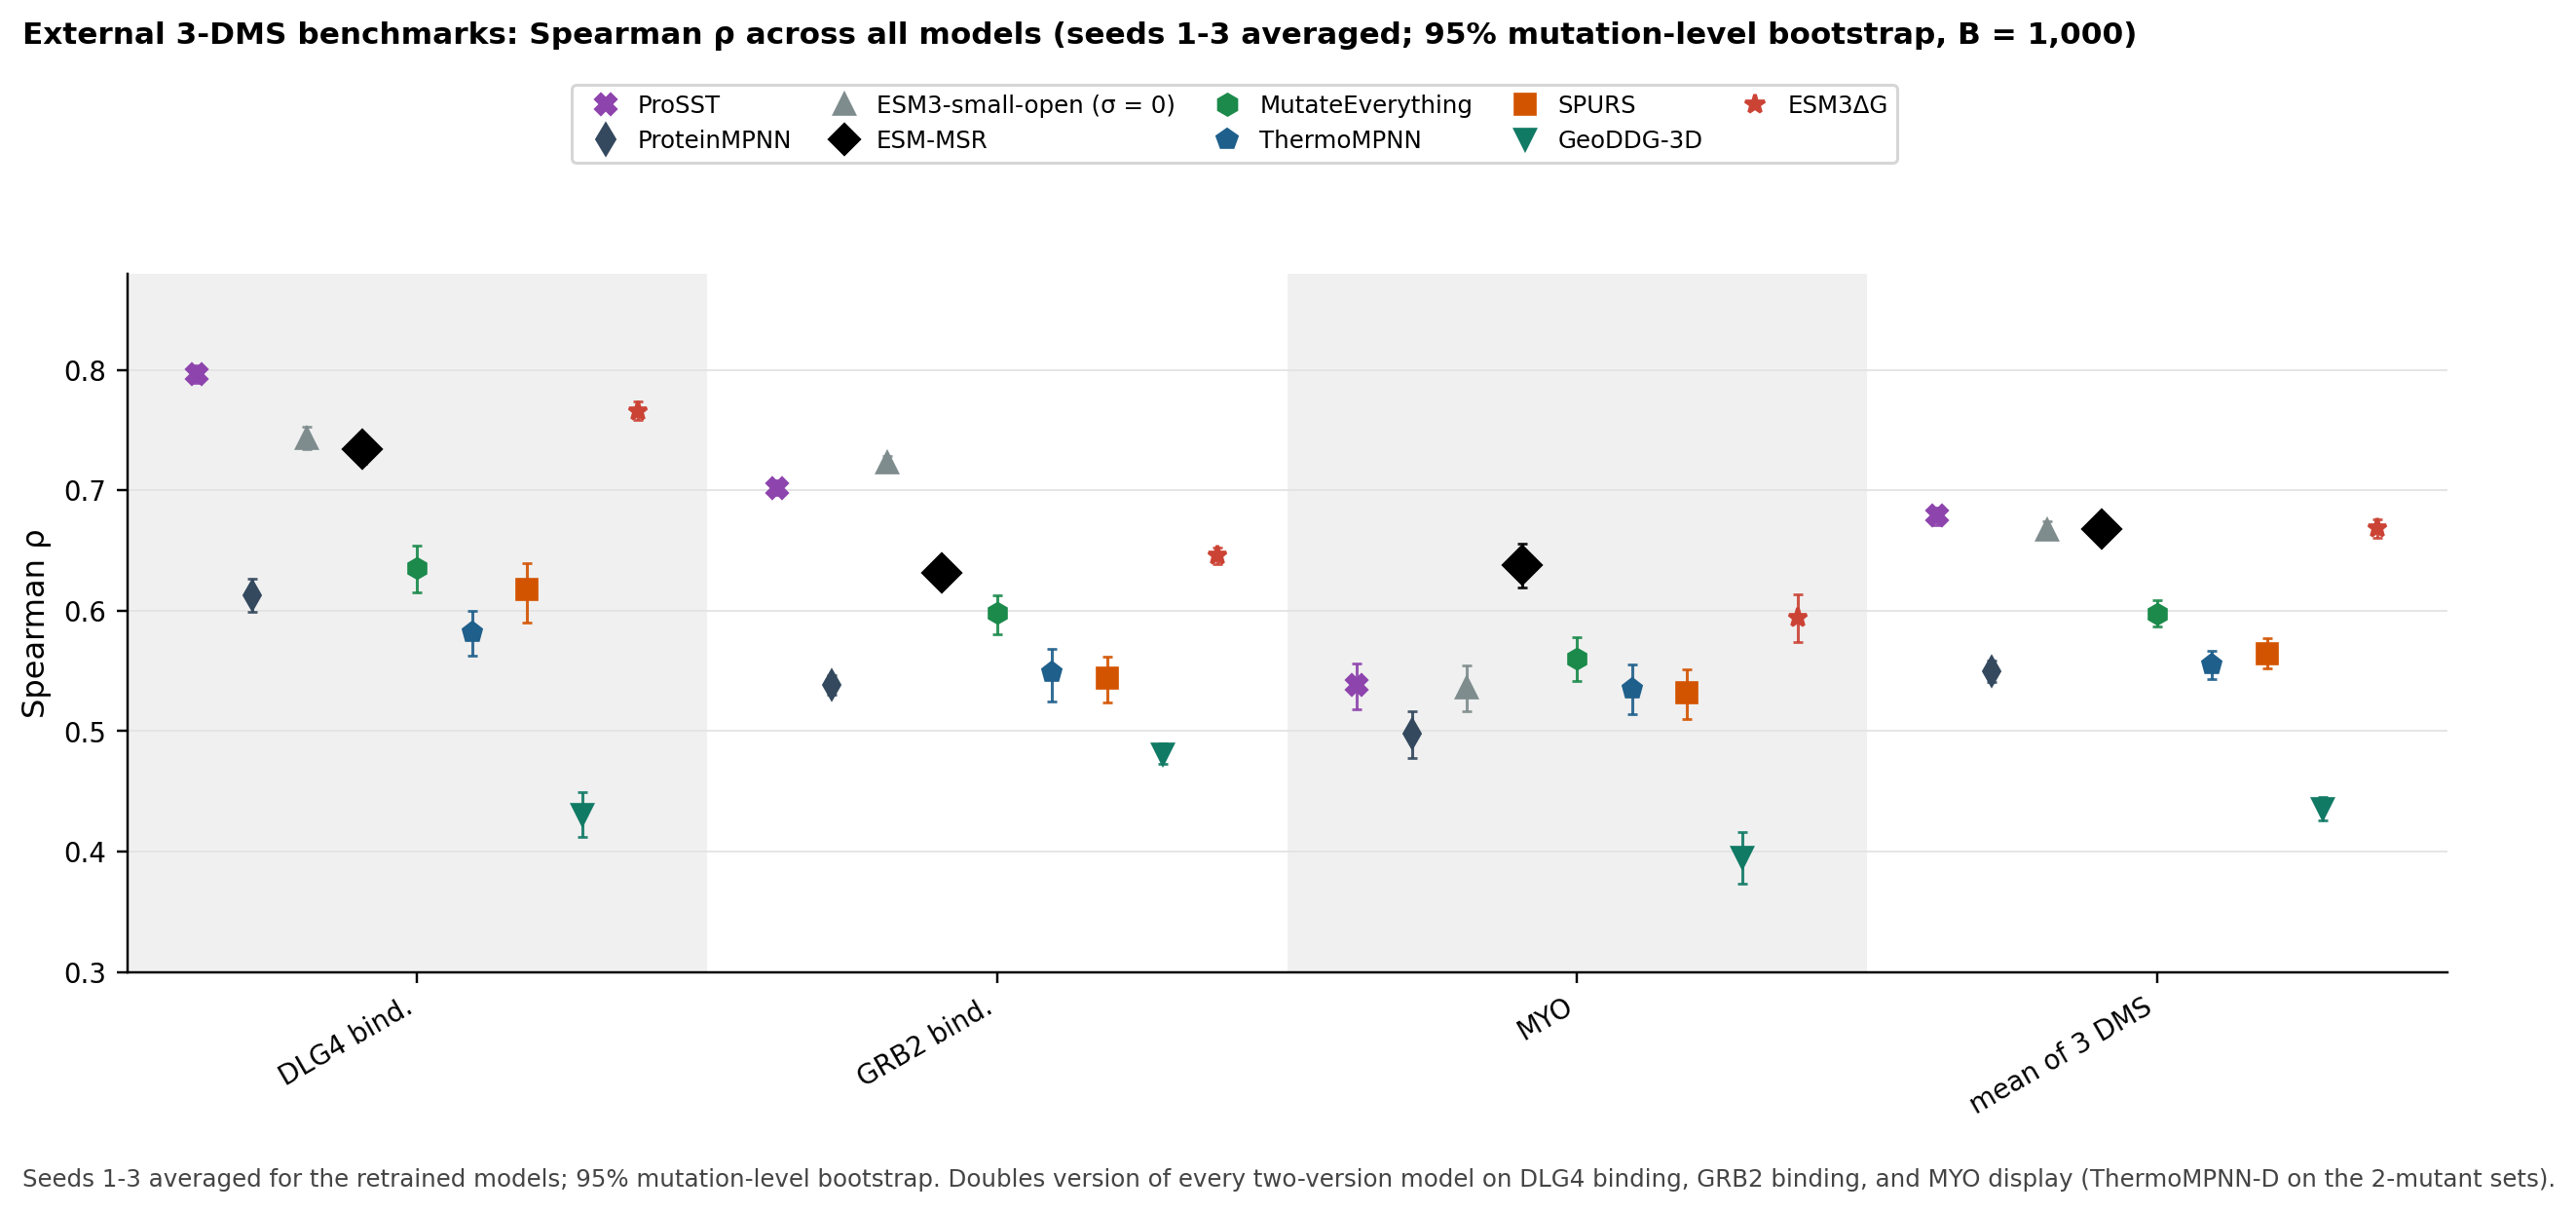 External 3-DMS benchmarks: Spearman ρ across all models (seeds 1-3 averaged; 95% mutation-level bootstrap, B = 1,000)
ProSST
ProteinMPNN
ESM3-small-open (σ = 0)
ESM-MSR
MutateEverything
ThermoMPNN
SPURS
GeoDDG-3D
ESM3ΔG
Spearman ρ
0.8
0.7
0.6
0.5
0.4
0.3
DLG4 bind.
GRB2 bind.
MYO
mean of 3 DMS
Seeds 1-3 averaged for the retrained models; 95% mutation-level bootstrap. Doubles version of every two-version model on DLG4 binding, GRB2 binding, and MYO display (ThermoMPNN-D on the 2-mutant sets).